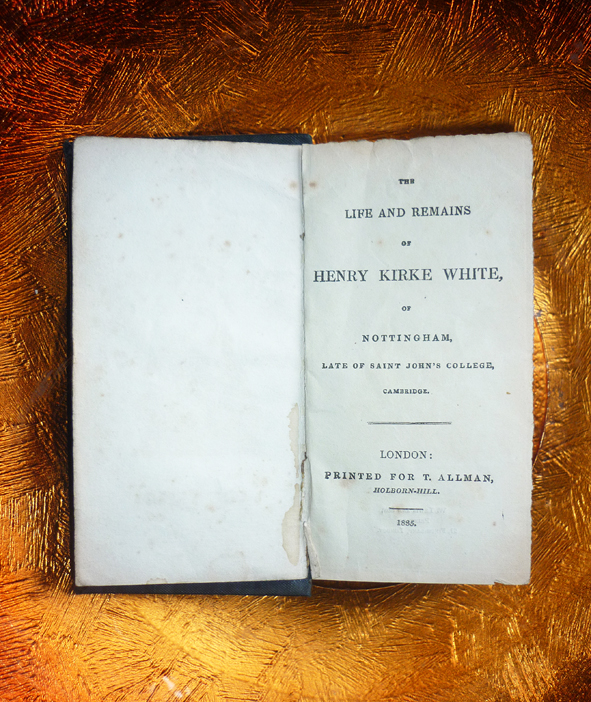 THE
LIFE AND REMAINS
OF
HENRY KIRKE WHITE,
OF
NOTTINGHAM,
LATE OF SAINT JOHN'S COLLEGE,
CAMBRIDGE.
LONDON:
PRINTED FOR T. ALLMAN,
HOLBORN-HILL.
1835.